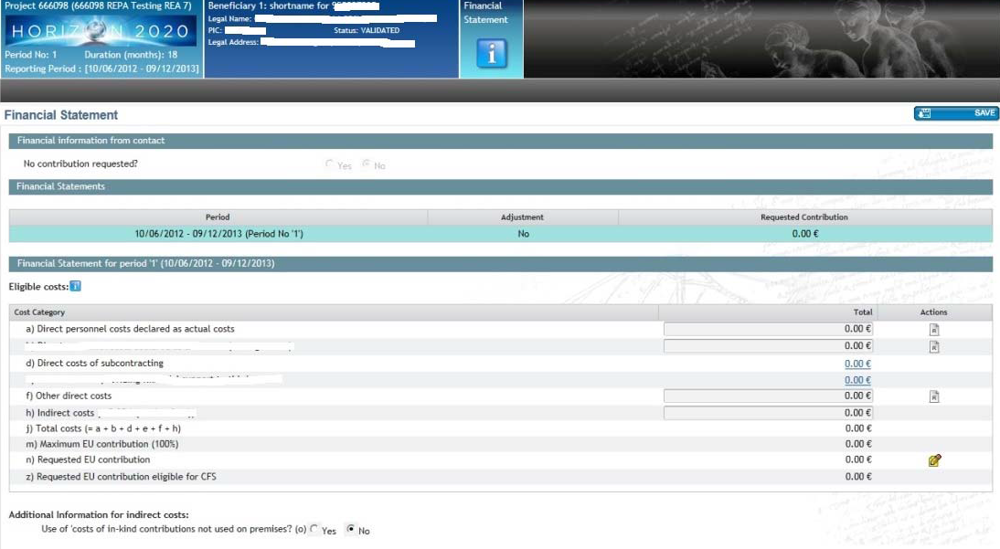 Project 666098 (666098 REPA Testing REA 7)
HORIZON 2020
Period No: 1 Duration (months): 18
Reporting Period : [10/06/2012 - 09/12/2013]
Beneficiary 1: shortname for
Legal Name:
PIC: Status: VALIDATED
Legal Address:
Financial
Statement
i
Financial Statement
SAVE
Financial information from contact
No contribution requested? Yes No
Financial Statements
Period Adjustment Requested Contribution
10/06/2012 - 09/12/2013 (Period No '1') No 0.00 €
Financial Statement for period '1' (10/06/2012 - 09/12/2013)
Eligible costs:
Cost Category Total Actions
a) Direct personnel costs declared as actual costs 0.00 €
0.00 €
d) Direct costs of subcontracting 0.00 €
0.00 €
f) Other direct costs 0.00 €
h) Indirect costs 0.00 €
j) Total costs (= a + b + d + e + f + h) 0.00 €
m) Maximum EU contribution (100%) 0.00 €
n) Requested EU contribution 0.00 €
z) Requested EU contribution eligible for CFS 0.00 €
Additional Information for indirect costs:
Use of 'costs of in-kind contributions not used on premises? (o) Yes No